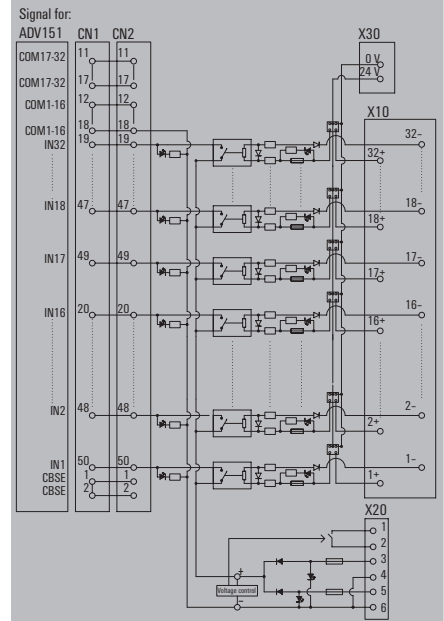 Signal for:
ADV151 CN1 CN2 X30
COM17-32 11 11 0 V
24 V
COM17-32 17 17
12 12 X10
COM1-16 18 18 32-
IN32 19 19 32+
IN18 47 47 18-
18+
IN17 49 49 17-
17+
IN16 20 20 16-
16+
IN2 48 48 2-
2+
IN1 50 50 1-
CBSE 1 1 1+
CBSE 2 2
X20
1
2
3
+ 4
Voltage control 5
– 6
COM1-16